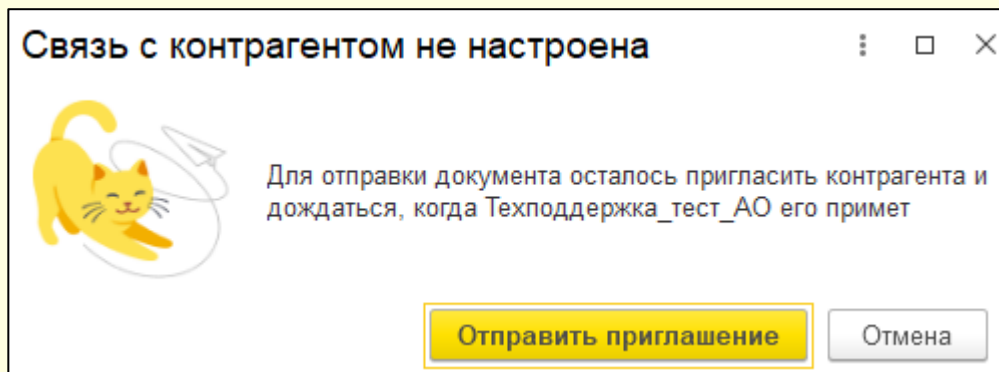 Связь с контрагентом не настроена
Для отправки документа осталось пригласить контрагента и
дождаться, когда Техподдержка_тест_АО его примет
Отправить приглашение
Отмена